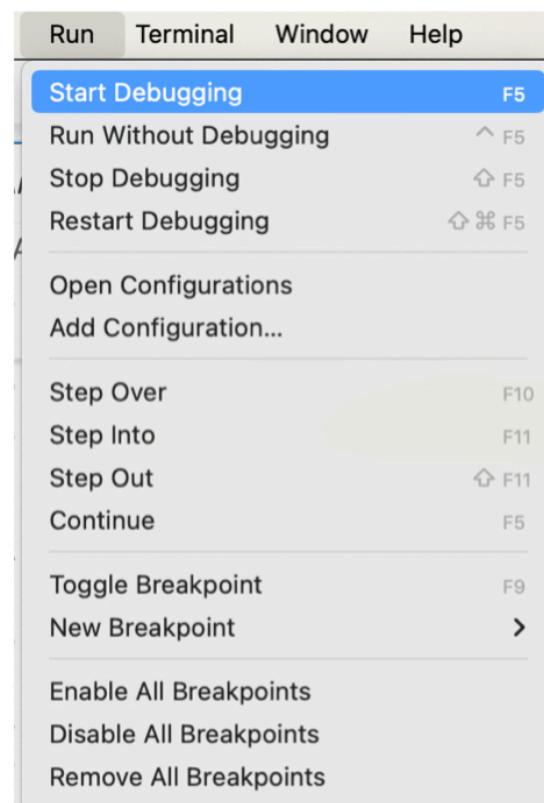 Run Terminal Window Help
Start Debugging F5
Run Without Debugging ^ F5
Stop Debugging ⇧ F5
Restart Debugging ⇧ ⌘ F5
Open Configurations
Add Configuration...
Step Over F10
Step Into F11
Step Out ⇧ F11
Continue F5
Toggle Breakpoint F9
New Breakpoint >
Enable All Breakpoints
Disable All Breakpoints
Remove All Breakpoints